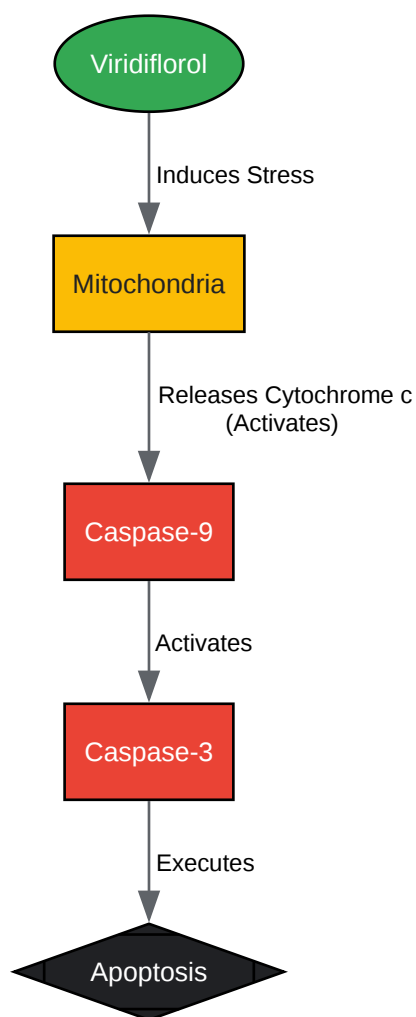 Viridiflorol
Induces Stress
Mitochondria
Releases Cytochrome c
(Activates)
Caspase-9
Activates
Caspase-3
Executes
Apoptosis